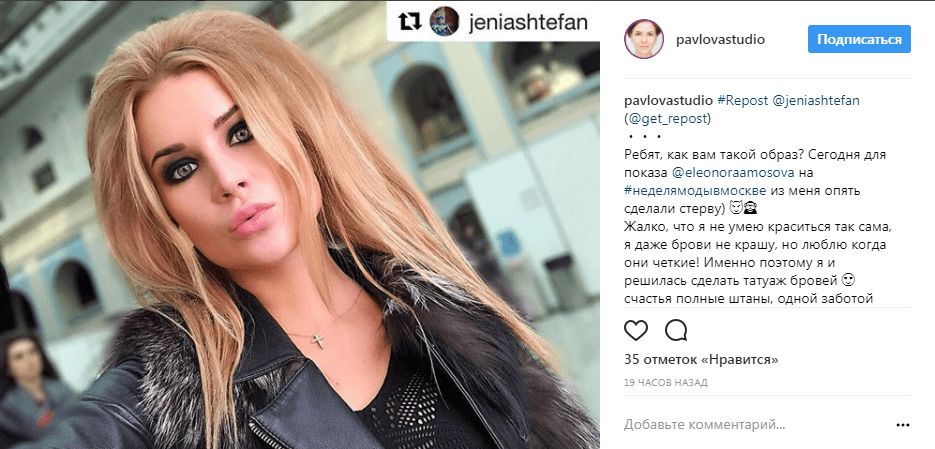 jeniashtefan
pavlovastudio
Подписаться
pavlovastudio #Repost @jeniashtefan
(@get_repost)
・・・
Ребят, как вам такой образ? Сегодня для
показа @eleonoraamosova на
#неделямодывмоскве из меня опять
сделали стерву) 😈🙊
Жалко, что я не умею краситься так сама,
я даже брови не крашу, но люблю когда
они четкие! Именно поэтому я и
решилась сделать татуаж бровей 🙂
счастья полные штаны, одной заботой
35 отметок «Нравится»
19 ЧАСОВ НАЗАД
Добавьте комментарий...